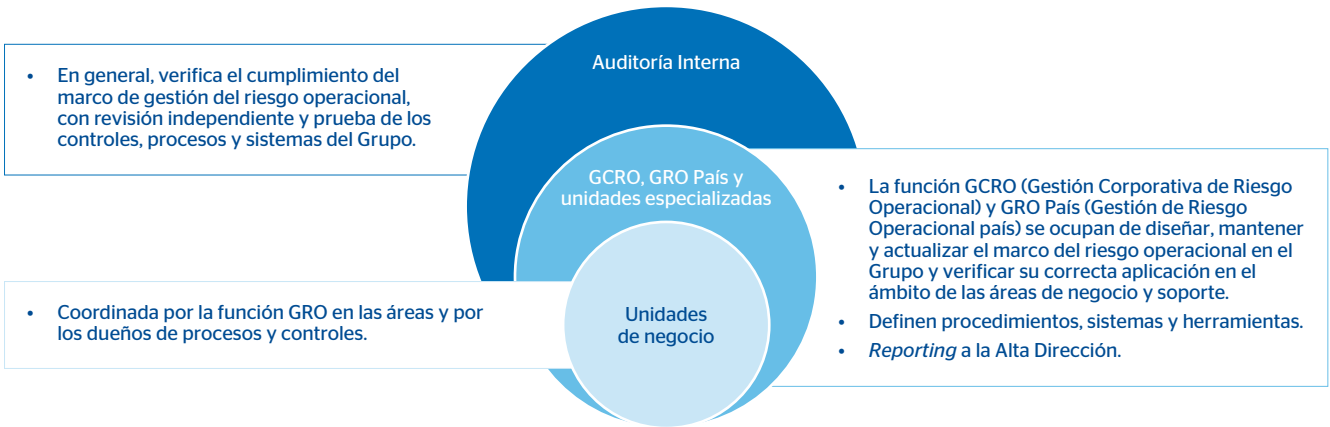 Auditoría Interna
• En general, verifica el cumplimiento del
marco de gestión del riesgo operacional,
con revisión independiente y prueba de los
controles, procesos y sistemas del Grupo.
GCRO, GRO País y
unidades especializadas
• La función GCRO (Gestión Corporativa de Riesgo
Operacional) y GRO País (Gestión de Riesgo
Operacional país) se ocupan de diseñar, mantener
y actualizar el marco del riesgo operacional en el
Grupo y verificar su correcta aplicación en el
ámbito de las áreas de negocio y soporte.
• Definen procedimientos, sistemas y herramientas.
• Reporting a la Alta Dirección.
• Coordinada por la función GRO en las áreas y por
los dueños de procesos y controles.
Unidades
de negocio